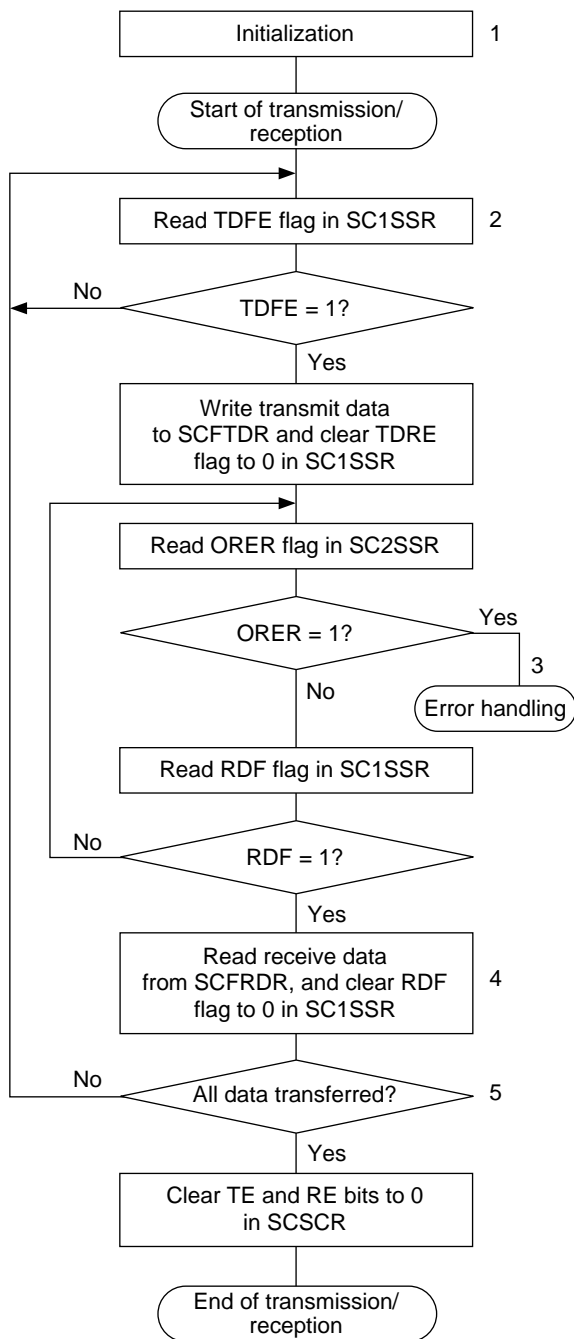 Initialization
1
Start of transmission/
reception
Read TDFE flag in SC1SSR
2
No
TDFE = 1?
Yes
Write transmit data
to SCFTDR and clear TDRE
flag to 0 in SC1SSR
Read ORER flag in SC2SSR
ORER = 1?
Yes
3
No
Error handling
Read RDF flag in SC1SSR
No
RDF = 1?
Yes
Read receive data
from SCFRDR, and clear RDF
flag to 0 in SC1SSR
4
No
All data transferred?
5
Yes
Clear TE and RE bits to 0
in SCSCR
End of transmission/
reception